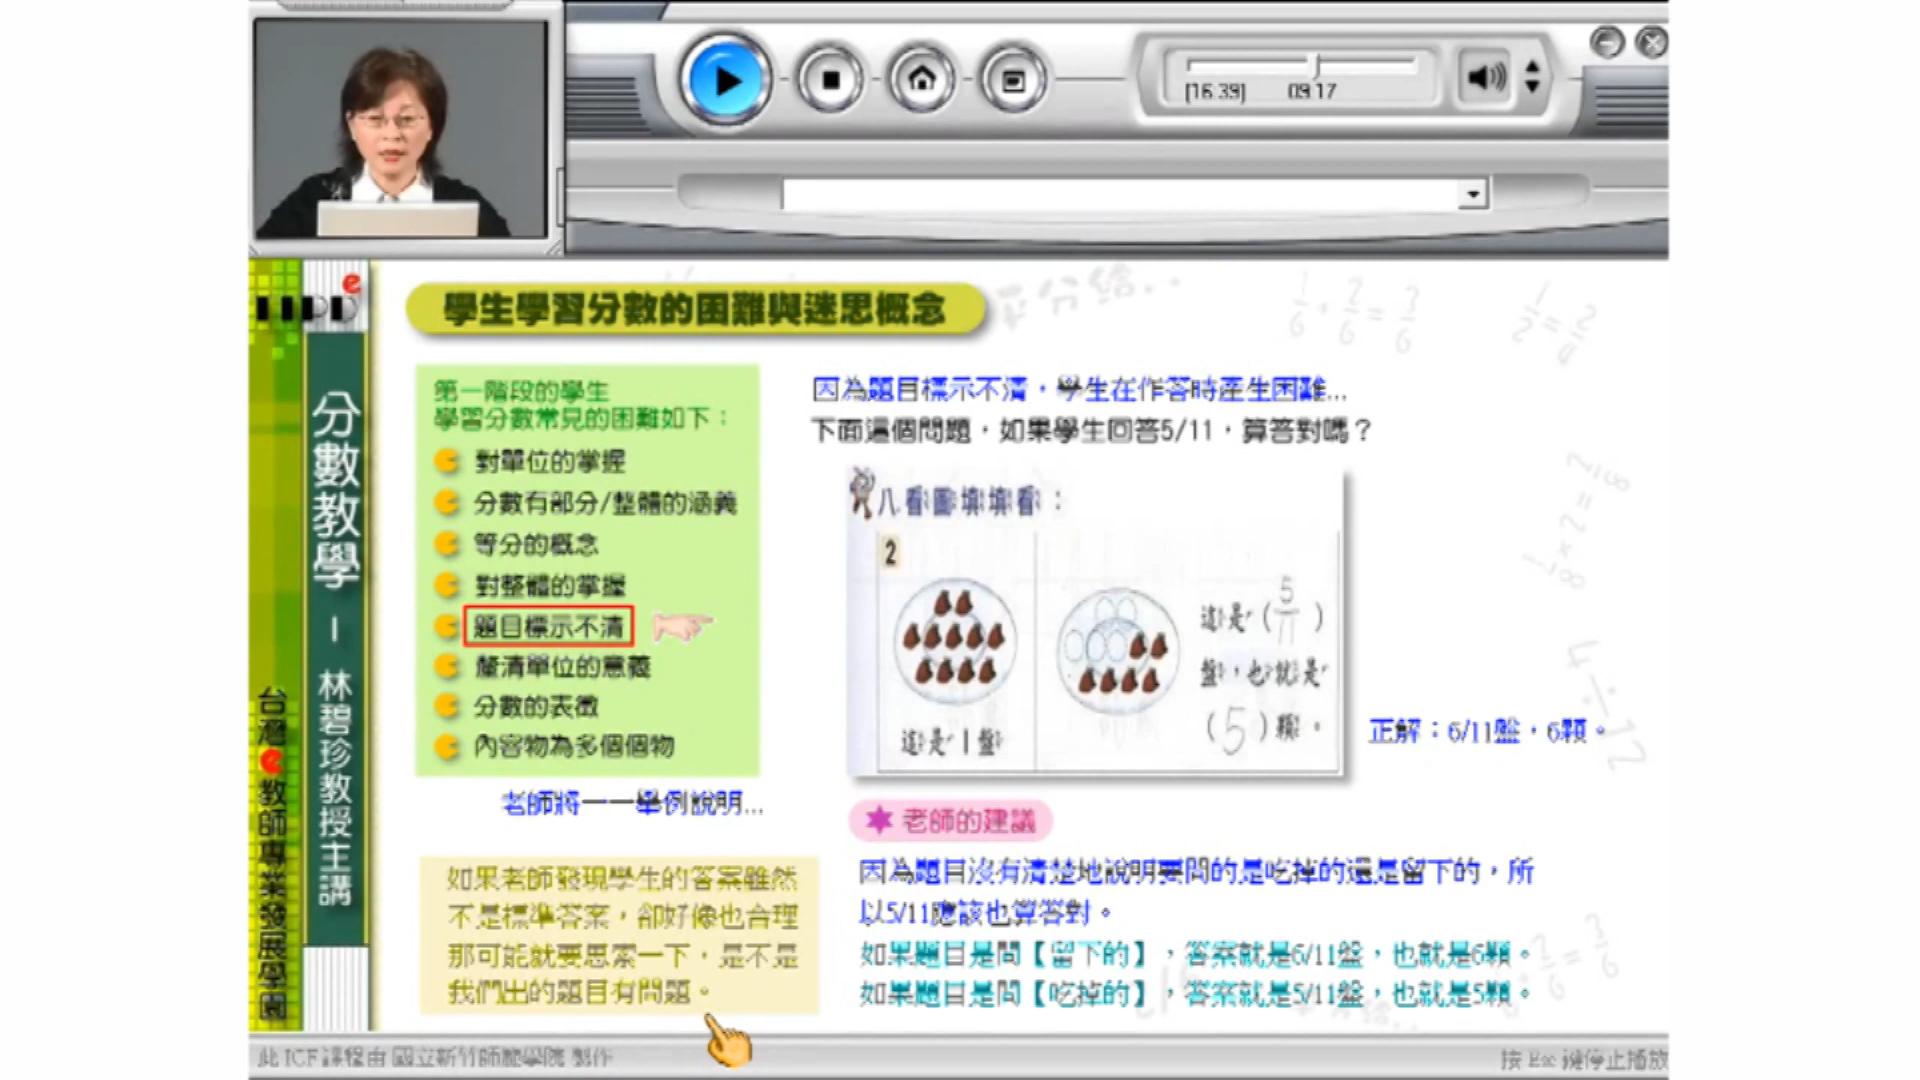 [16:39] 09:17
學生學習分數的困難與迷思概念
分數教學 — 林碧珍教授主講
台灣e教師專業發展學園
第一階段的學生
學習分數常見的困難如下：
對單位的掌握
分數有部分/整體的涵義
等分的概念
對整體的掌握
題目標示不清
釐清單位的意義
分數的表徵
內容物為多個個物
老師將一一舉例說明...
如果老師發現學生的答案雖然
不是標準答案，卻好像也合理
那可能就要思索一下，是不是
我們出的題目有問題。
因為題目標示不清，學生在作答時產生困難...
下面這個問題，如果學生回答5/11，算答對嗎？
八.看圖填填看：
2
這是1盤
這是(5/11)
盤，也就是
(5)顆。
正解：6/11盤，6顆。
老師的建議
因為題目沒有清楚地說明要問的是吃掉的還是留下的，所
以5/11應該也算答對。
如果題目是問【留下的】，答案就是6/11盤，也就是6顆。
如果題目是問【吃掉的】，答案就是5/11盤，也就是5顆。
此 ICF 課程由 國立新竹師範學院 製作
按 Esc 鍵停止播放